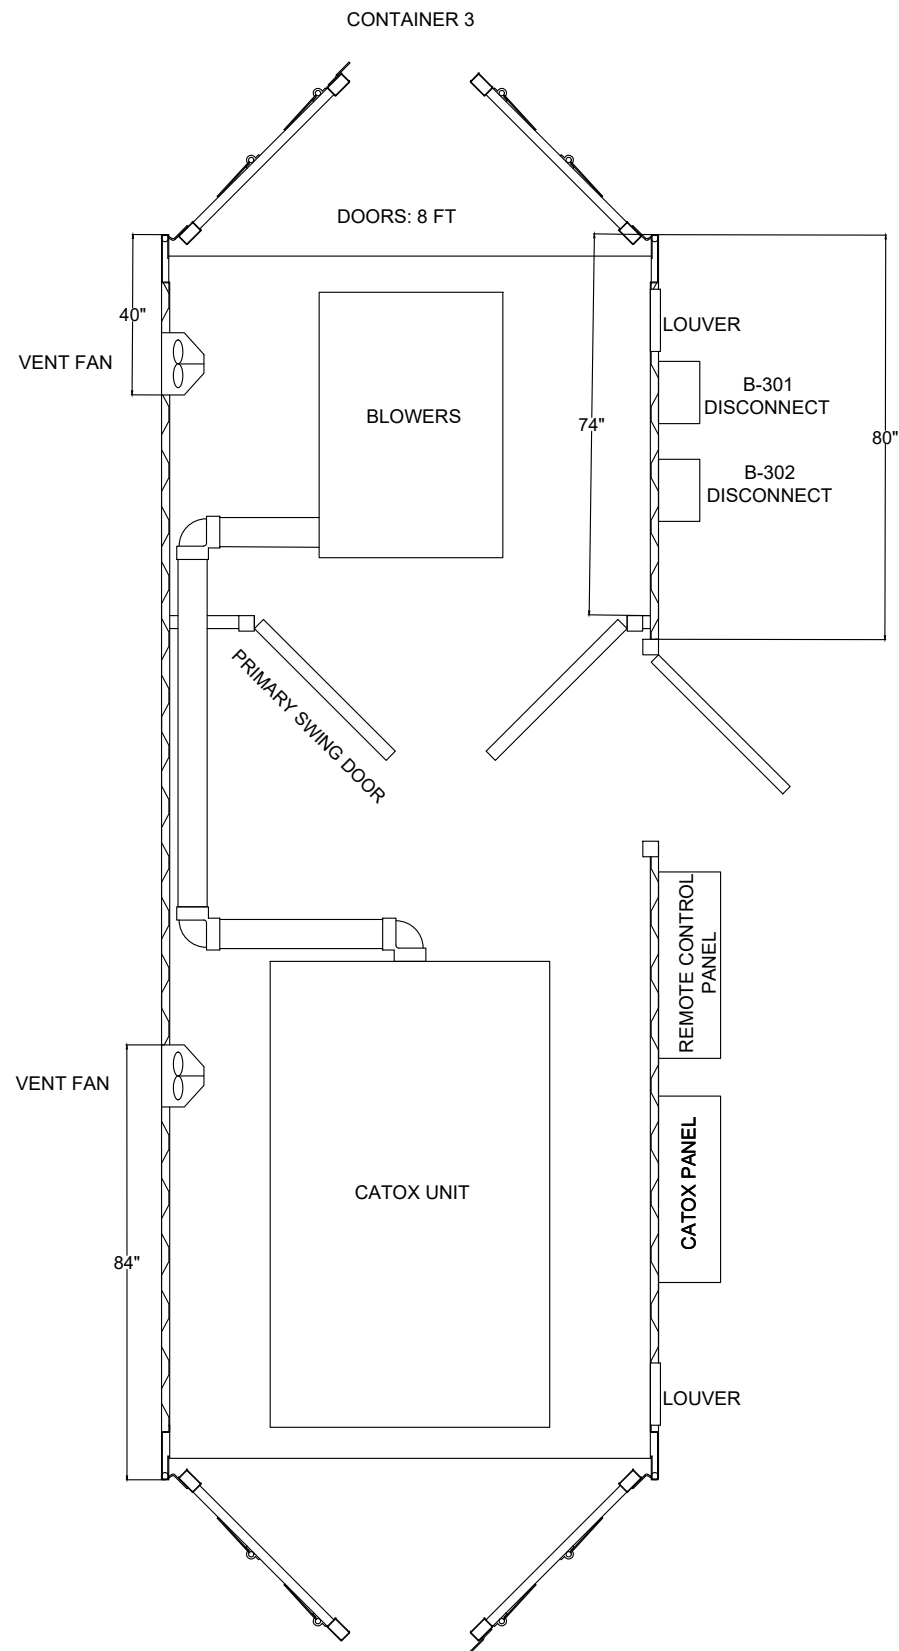 CONTAINER 3
DOORS: 8 FT
40"
LOUVER
VENT FAN
B-301
DISCONNECT
BLOWERS
74"
80"
B-302
DISCONNECT
PRIMARY SWING DOOR
REMOTE CONTROL
PANEL
VENT FAN
CATOX PANEL
CATOX UNIT
84"
LOUVER